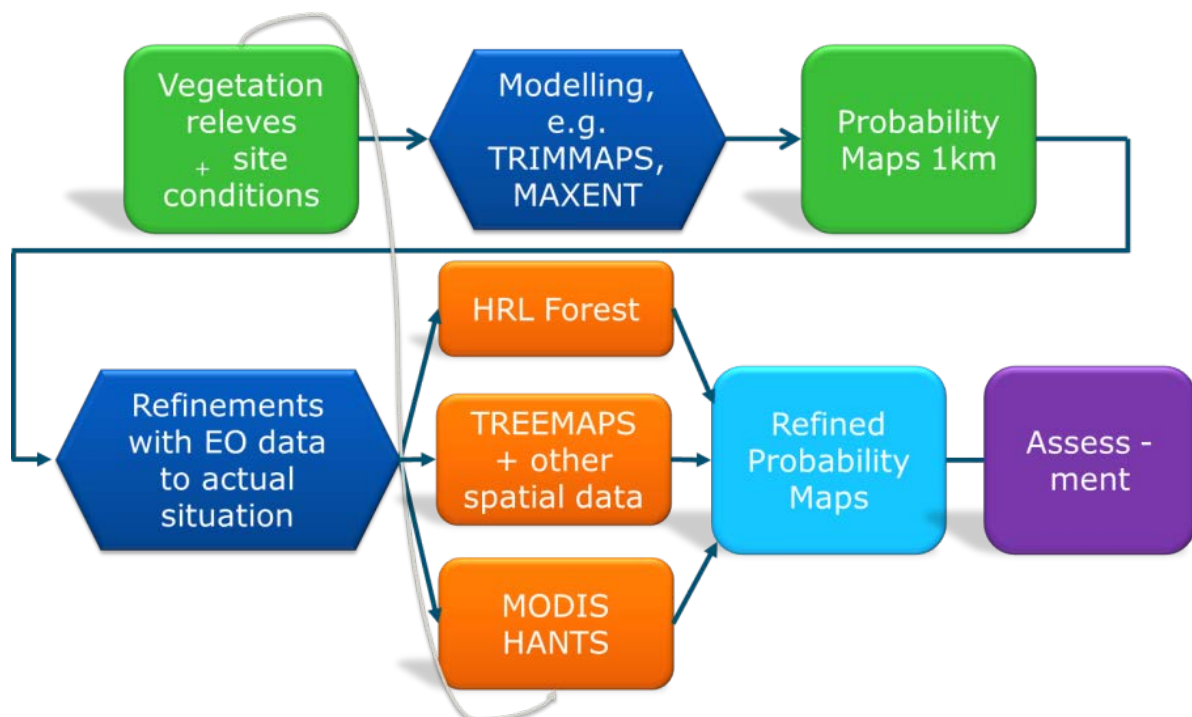 Vegetation
releves
+ site
conditions
Modelling,
e.g.
TRIMMAPS,
MAXENT
Probability
Maps 1km
HRL Forest
Refinements
with EO data
to actual
situation
TREEMAPS
+ other
spatial data
Refined
Probability
Maps
Assess -
ment
MODIS
HANTS